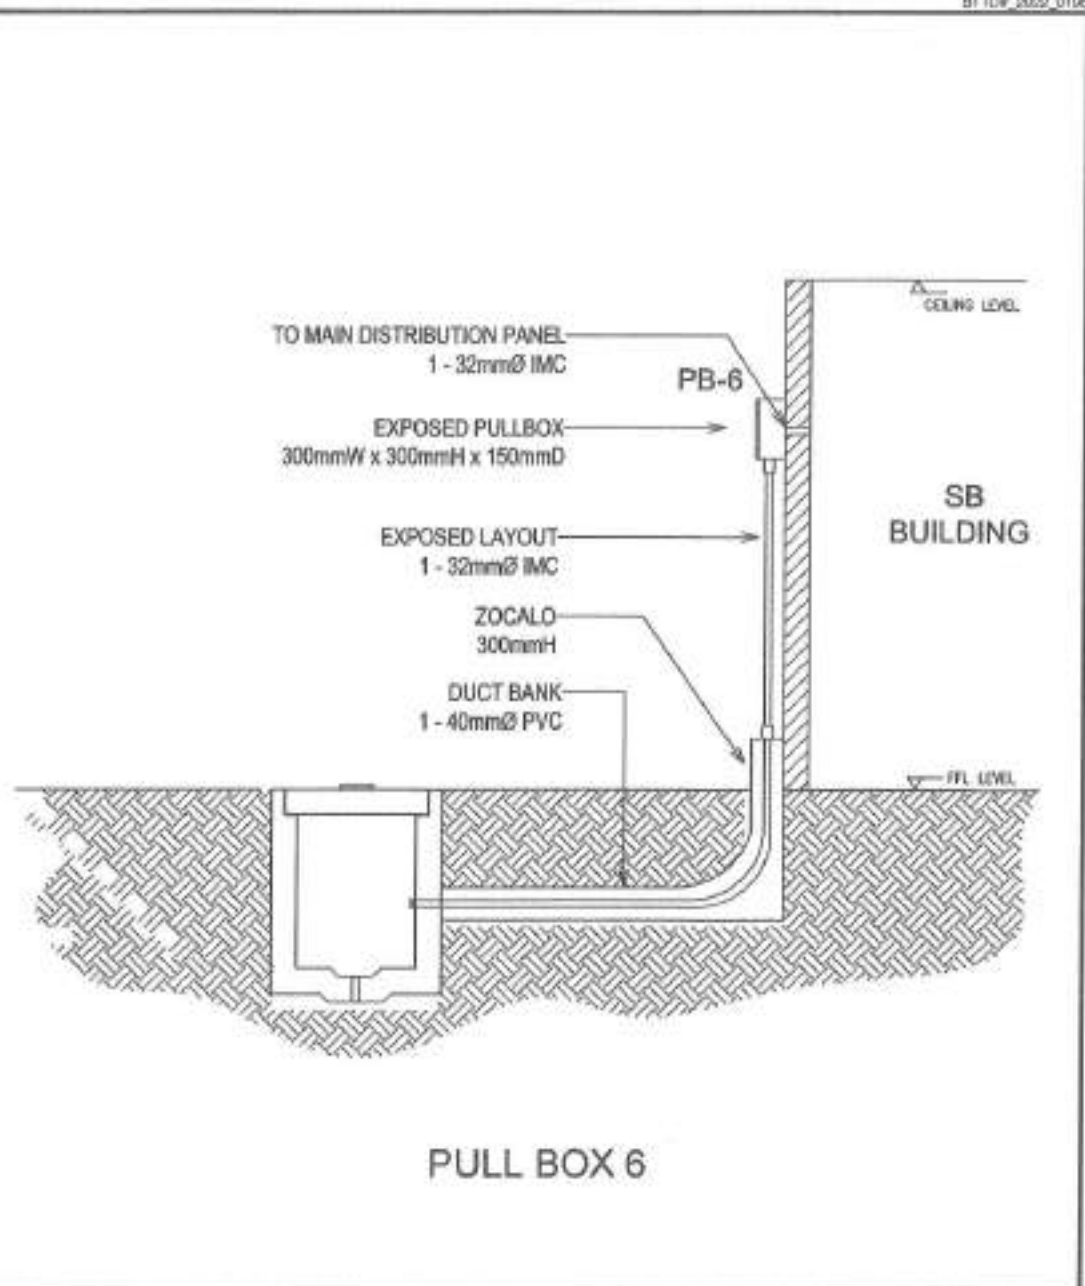 CEILING LEVEL
TO MAIN DISTRIBUTION PANEL
1 - 32mmØ IMC
PB-6
EXPOSED PULLBOX
300mmW x 300mmH x 150mmD
SB
BUILDING
EXPOSED LAYOUT
1 - 32mmØ IMC
ZOCALO
300mmH
DUCT BANK
1 - 40mmØ PVC
FFL LEVEL
PULL BOX 6